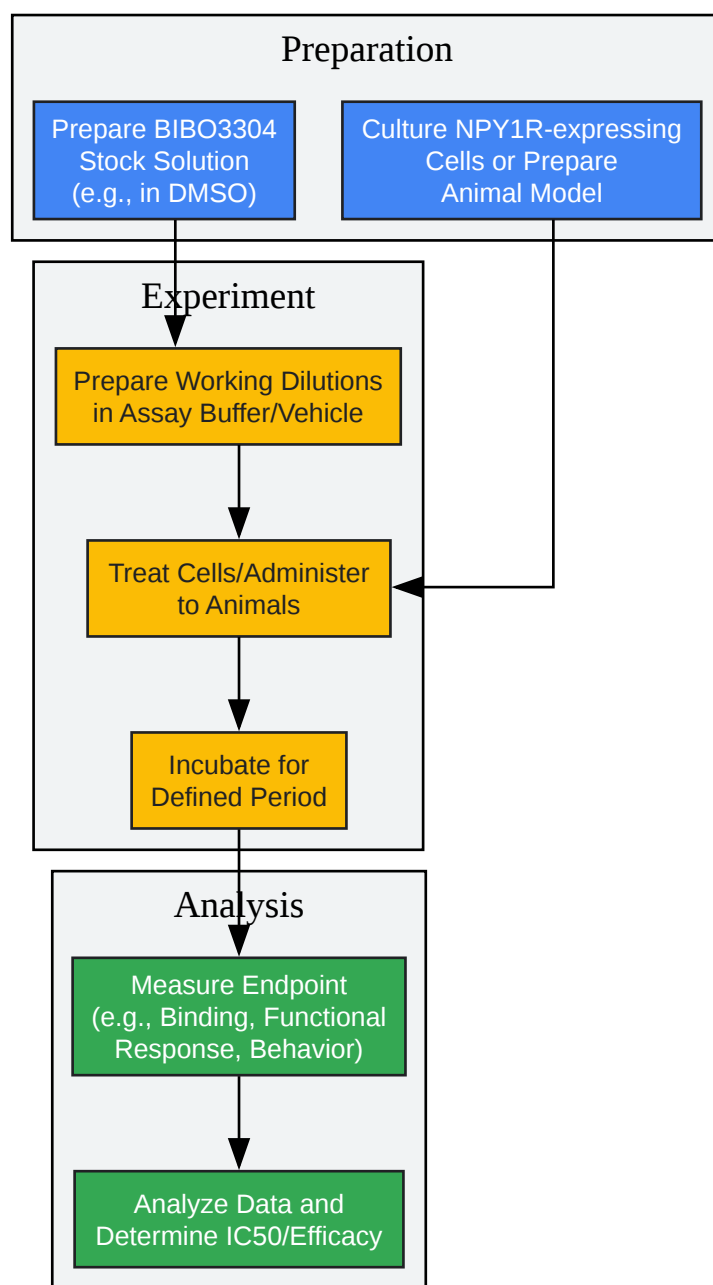 Preparation
Prepare BIBO3304
Stock Solution
(e.g., in DMSO)
Culture NPY1R-expressing
Cells or Prepare
Animal Model
Experiment
Prepare Working Dilutions
in Assay Buffer/Vehicle
Treat Cells/Administer
to Animals
Incubate for
Defined Period
Analysis
Measure Endpoint
(e.g., Binding, Functional
Response, Behavior)
Analyze Data and
Determine IC50/Efficacy